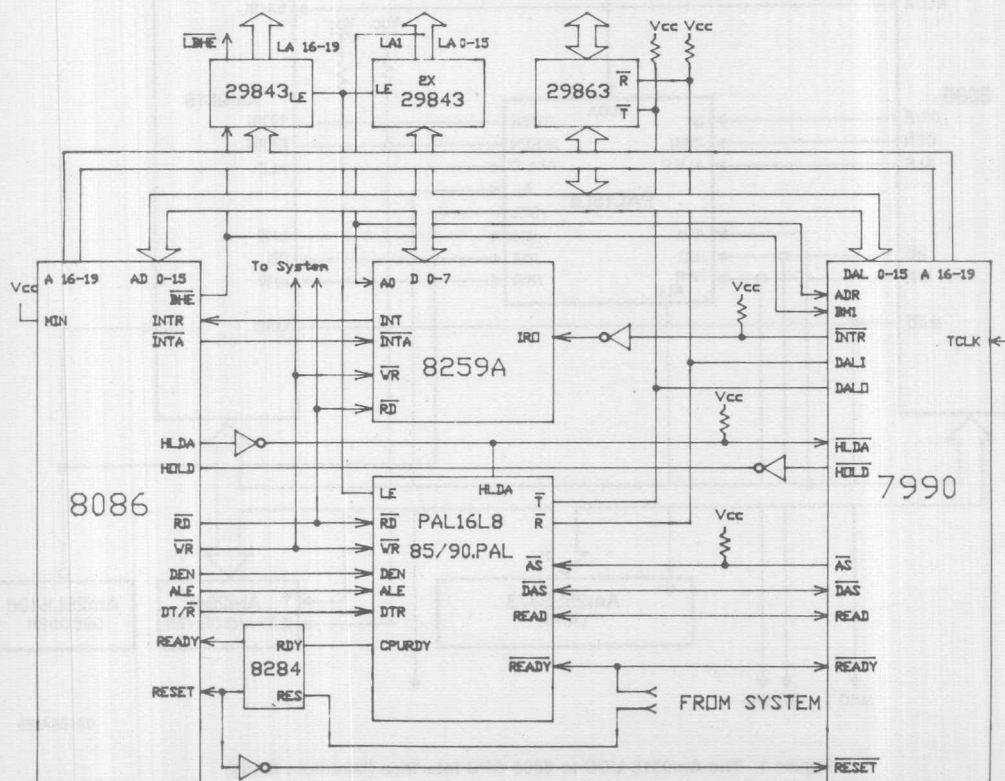 Vcc Vcc
LBHE LA 16-19 LA1 LA 0-15
29843 LE
LE 2X
29843
29863 R
T
A 16-19 AD 0-15
To System
D 0-7
DAL 0-15 A 16-19
Vcc
MIN
BHE
A0
Vcc
ADR
BM1
INTR
INT
IR0
INTR
TCLK
INTA
INTA
8259A
DALI
WR
DALO
RD
Vcc
HLDA
HLDA
HOLD
HLDA
HOLD
8086
7990
LE
T
RD
RD
PAL16L8
R
Vcc
WR
WR
85/90.PAL
DEN
DEN
AS
AS
ALE
ALE
DAS
DAS
DT/R
DTR
READ
READ
READY
RDY
CPURDY
READY
READY
8284
RES
RESET
FROM SYSTEM
RESET